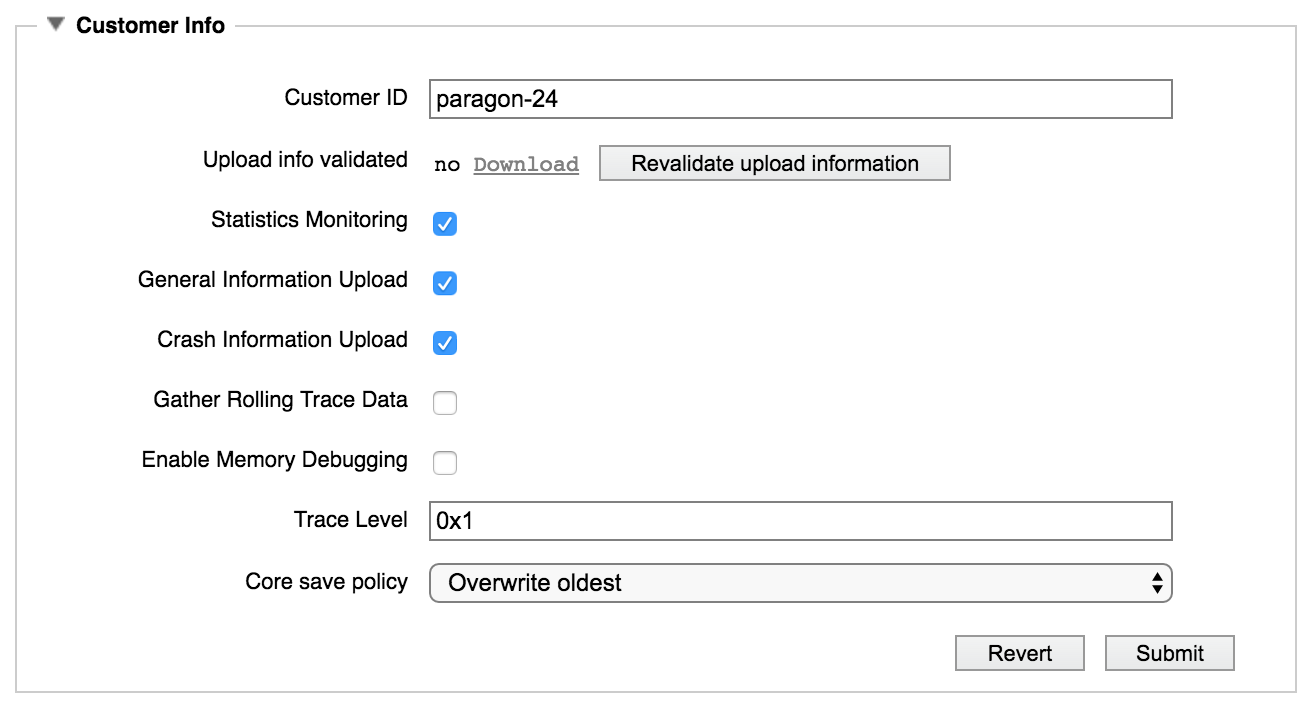 Customer Info
Customer ID paragon-24
Upload info validated no Download Revalidate upload information
Statistics Monitoring
General Information Upload
Crash Information Upload
Gather Rolling Trace Data
Enable Memory Debugging
Trace Level 0x1
Core save policy Overwrite oldest
Revert Submit